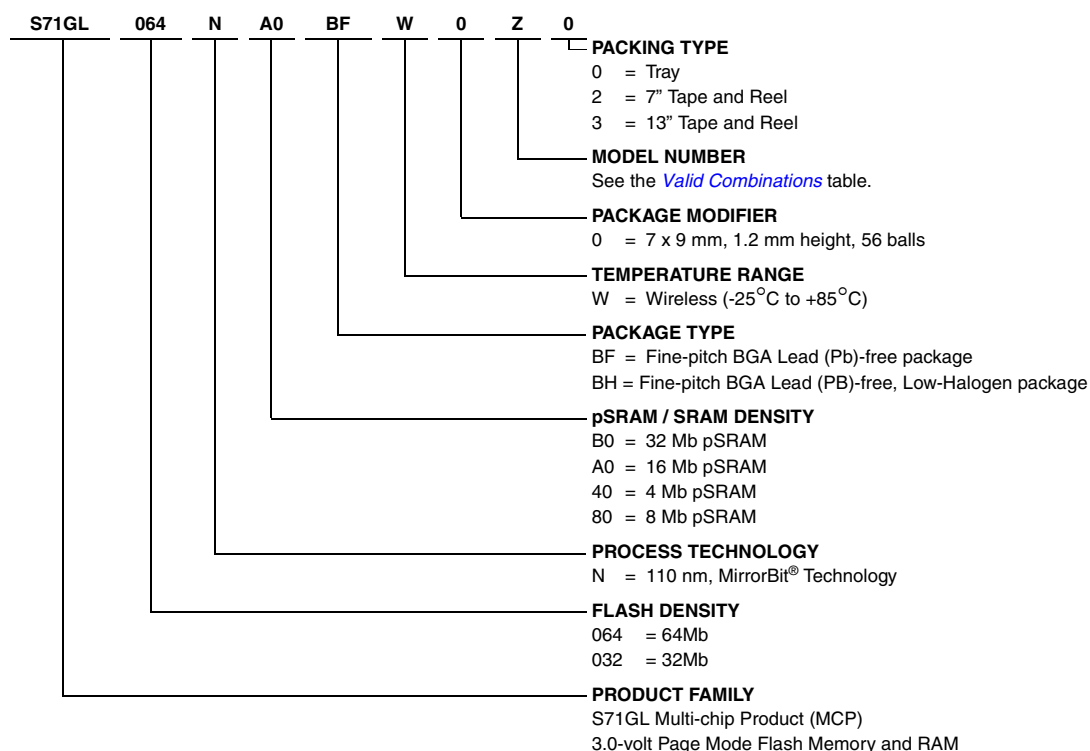 S71GL 064 N A0 BF W 0 Z 0
PACKING TYPE
0 = Tray
2 = 7” Tape and Reel
3 = 13” Tape and Reel
MODEL NUMBER
See the Valid Combinations table.
PACKAGE MODIFIER
0 = 7 x 9 mm, 1.2 mm height, 56 balls
TEMPERATURE RANGE
W = Wireless (-25°C to +85°C)
PACKAGE TYPE
BF = Fine-pitch BGA Lead (Pb)-free package
BH = Fine-pitch BGA Lead (PB)-free, Low-Halogen package
pSRAM / SRAM DENSITY
B0 = 32 Mb pSRAM
A0 = 16 Mb pSRAM
40 = 4 Mb pSRAM
80 = 8 Mb pSRAM
PROCESS TECHNOLOGY
N = 110 nm, MirrorBit® Technology
FLASH DENSITY
064 = 64Mb
032 = 32Mb
PRODUCT FAMILY
S71GL Multi-chip Product (MCP)
3.0-volt Page Mode Flash Memory and RAM